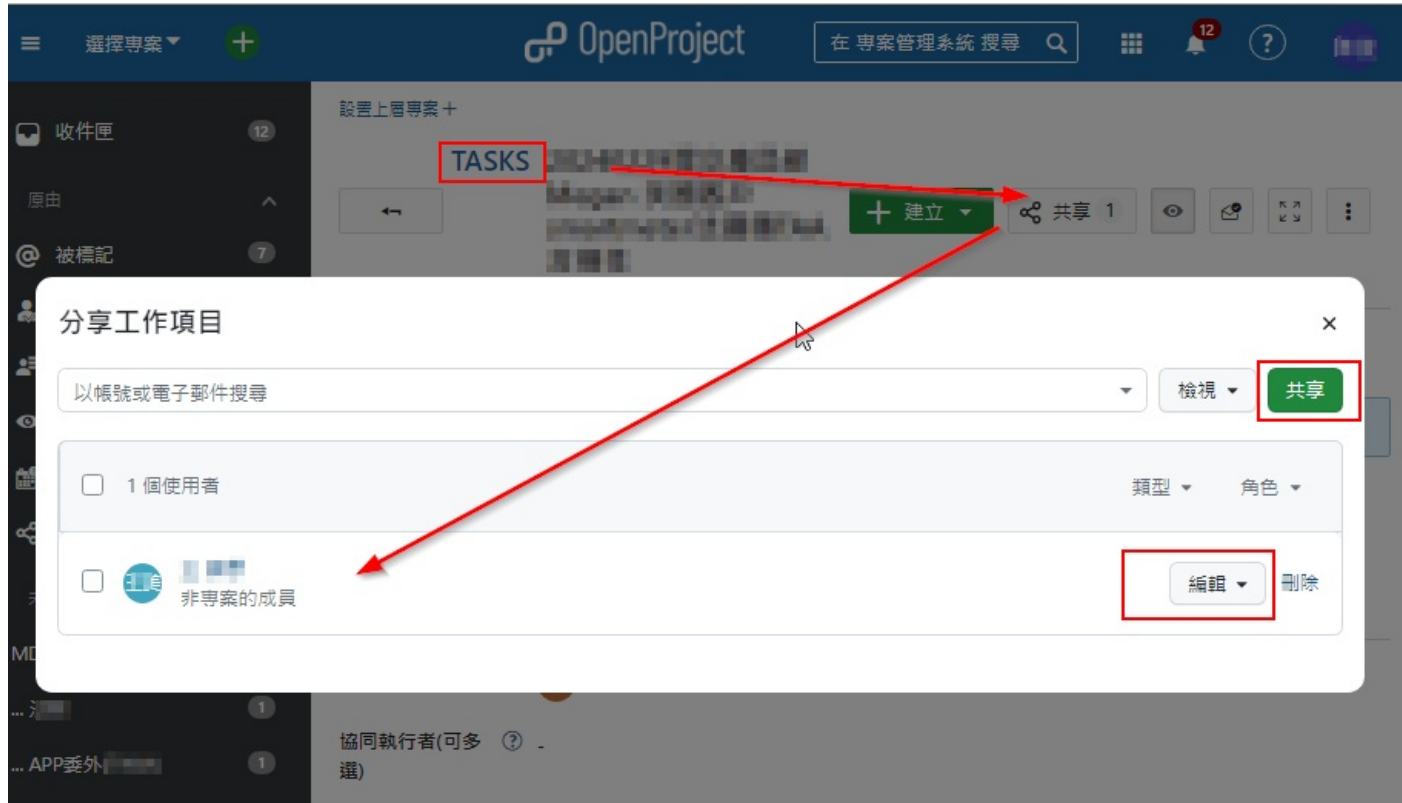 選擇專案
OpenProject
在 專案管理系統 搜尋
12
?
收件匣
12
原由
被標記
7
設置上層專案＋
TASKS
建立
共享 1
分享工作項目
×
以帳號或電子郵件搜尋
檢視
共享
1 個使用者
類型
角色
非專案的成員
編輯
刪除
1
協同執行者(可多
選)
-
... APP委外
1